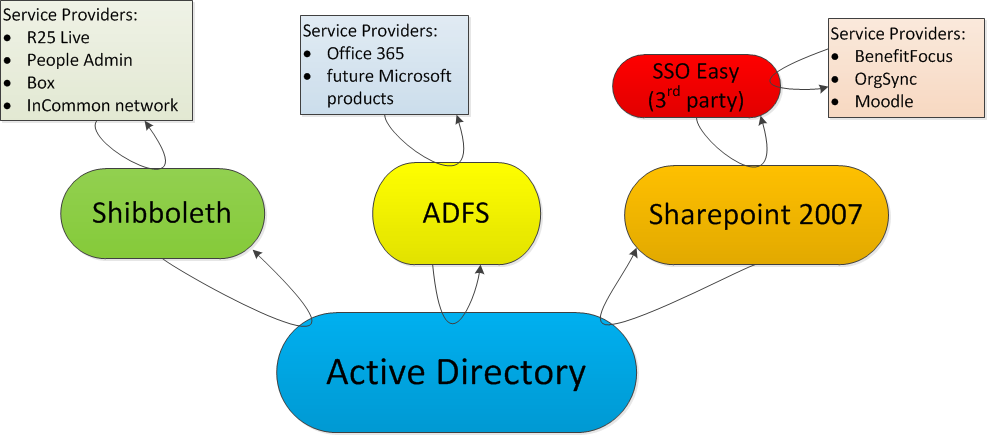 Service Providers:
● R25 Live
● People Admin
● Box
● InCommon network
Service Providers:
● Office 365
● future Microsoft
products
SSO Easy
(3rd party)
Service Providers:
● BenefitFocus
● OrgSync
● Moodle
Shibboleth
ADFS
Sharepoint 2007
Active Directory